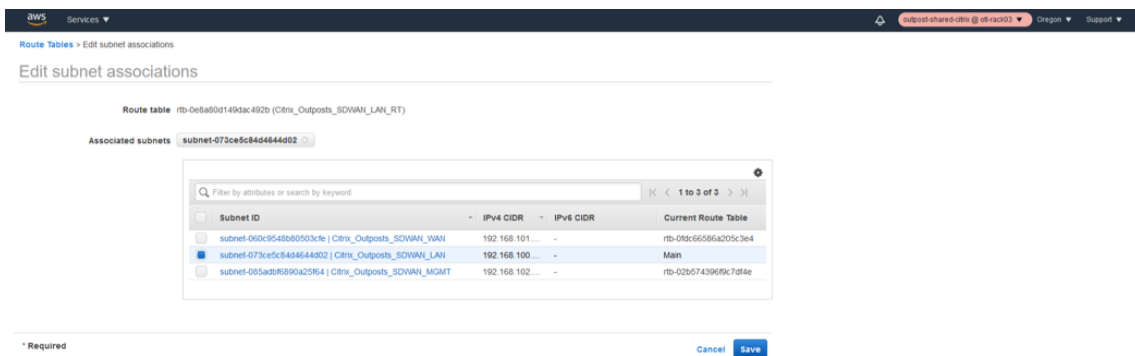 aws Services ▼ outpost-shared-citrix @ otl-rack03 ▼ Oregon ▼ Support ▼
Route Tables > Edit subnet associations
Edit subnet associations
Route table rtb-0e8a80d149dac492b (Citrix_Outposts_SDWAN_LAN_RT)
Associated subnets subnet-073ce5c84d4644d02
Filter by attributes or search by keyword 1 to 3 of 3
Subnet ID IPv4 CIDR IPv6 CIDR Current Route Table
subnet-060c9548b80503cfe | Citrix_Outposts_SDWAN_WAN 192.168.101.... - rtb-0fdc66586a205c3e4
subnet-073ce5c84d4644d02 | Citrix_Outposts_SDWAN_LAN 192.168.100.... - Main
subnet-085adbf6890a25f64 | Citrix_Outposts_SDWAN_MGMT 192.168.102.... - rtb-02b574396f9c7df4e
* Required Cancel Save